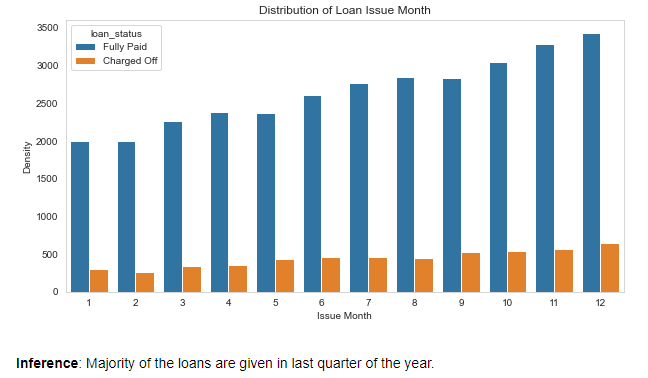 Distribution of Loan Issue Month
3500
3000
2500
2000
1500
1000
500
0
Density
loan_status
Fully Paid
Charged Off
1 2 3 4 5 6 7 8 9 10 11 12
Issue Month
Inference: Majority of the loans are given in last quarter of the year.